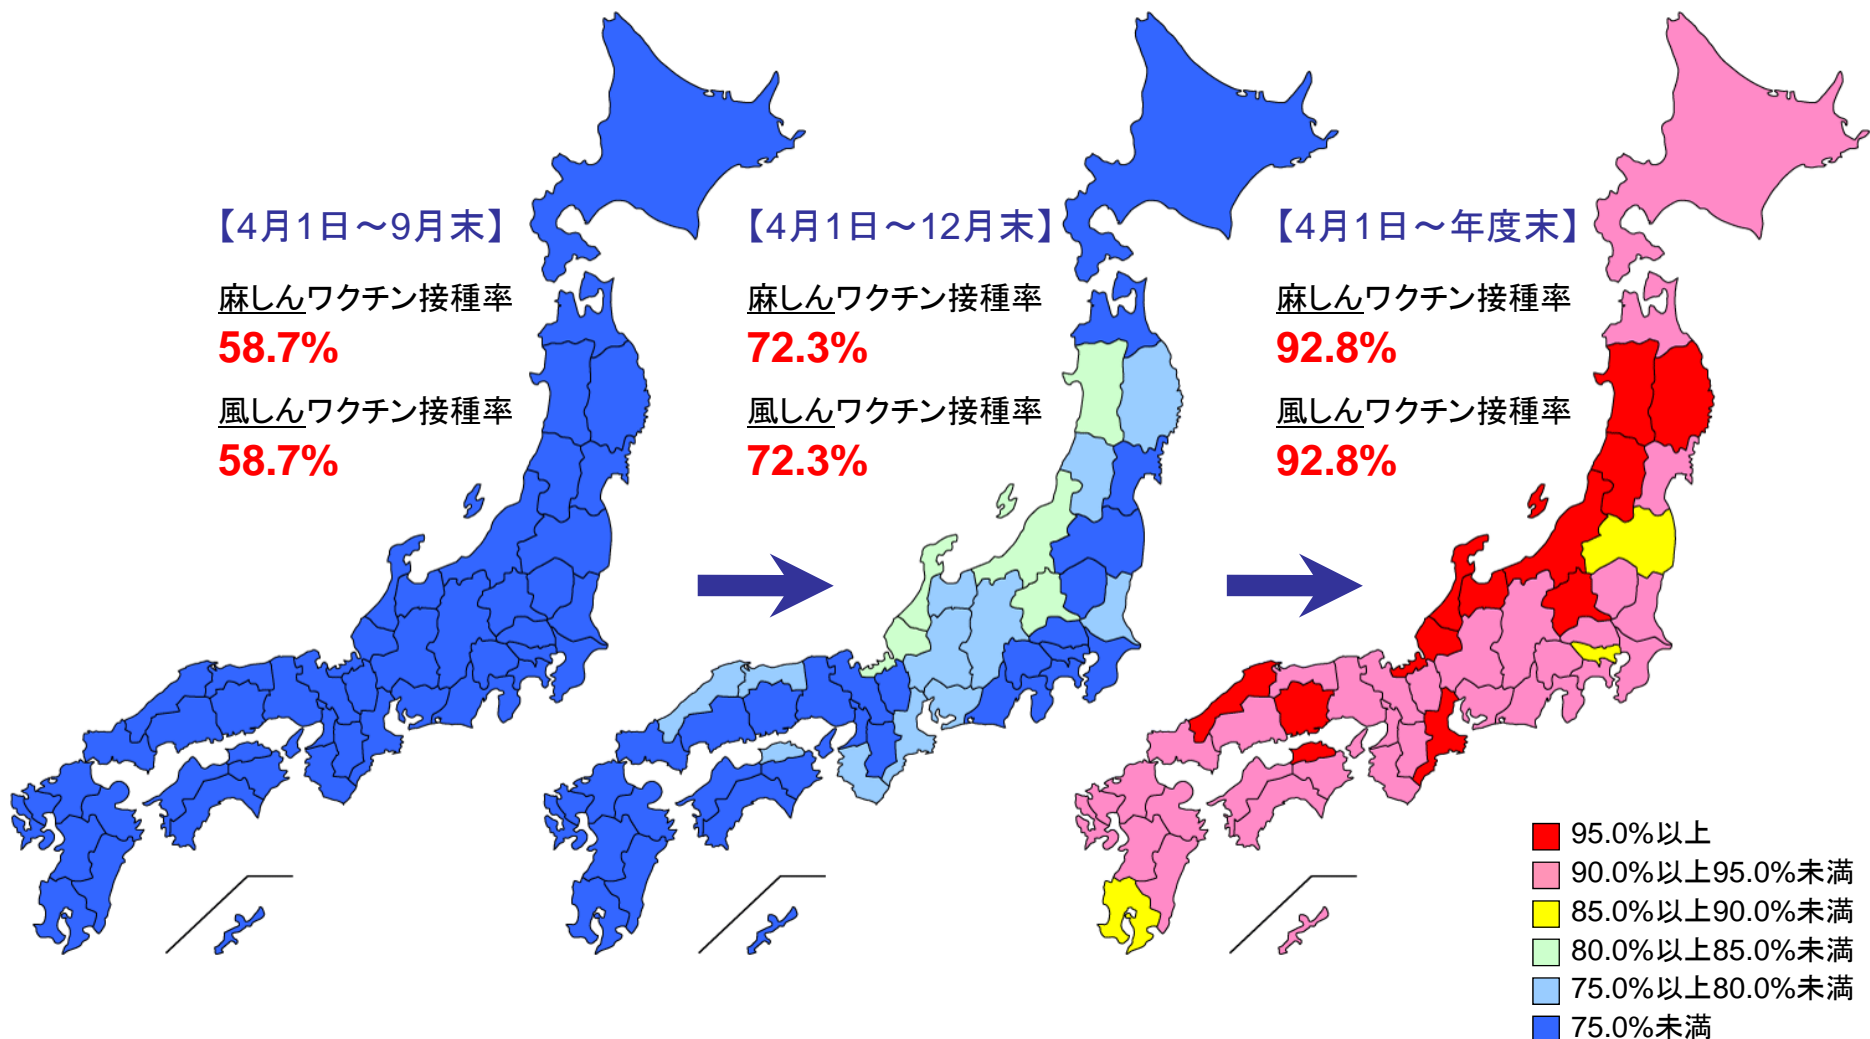 【4月1日～9月末】
麻しんワクチン接種率
58.7%
風しんワクチン接種率
58.7%
【4月1日～12月末】
麻しんワクチン接種率
72.3%
風しんワクチン接種率
72.3%
【4月1日～年度末】
麻しんワクチン接種率
92.8%
風しんワクチン接種率
92.8%
95.0%以上
90.0%以上95.0%未満
85.0%以上90.0%未満
80.0%以上85.0%未満
75.0%以上80.0%未満
75.0%未満